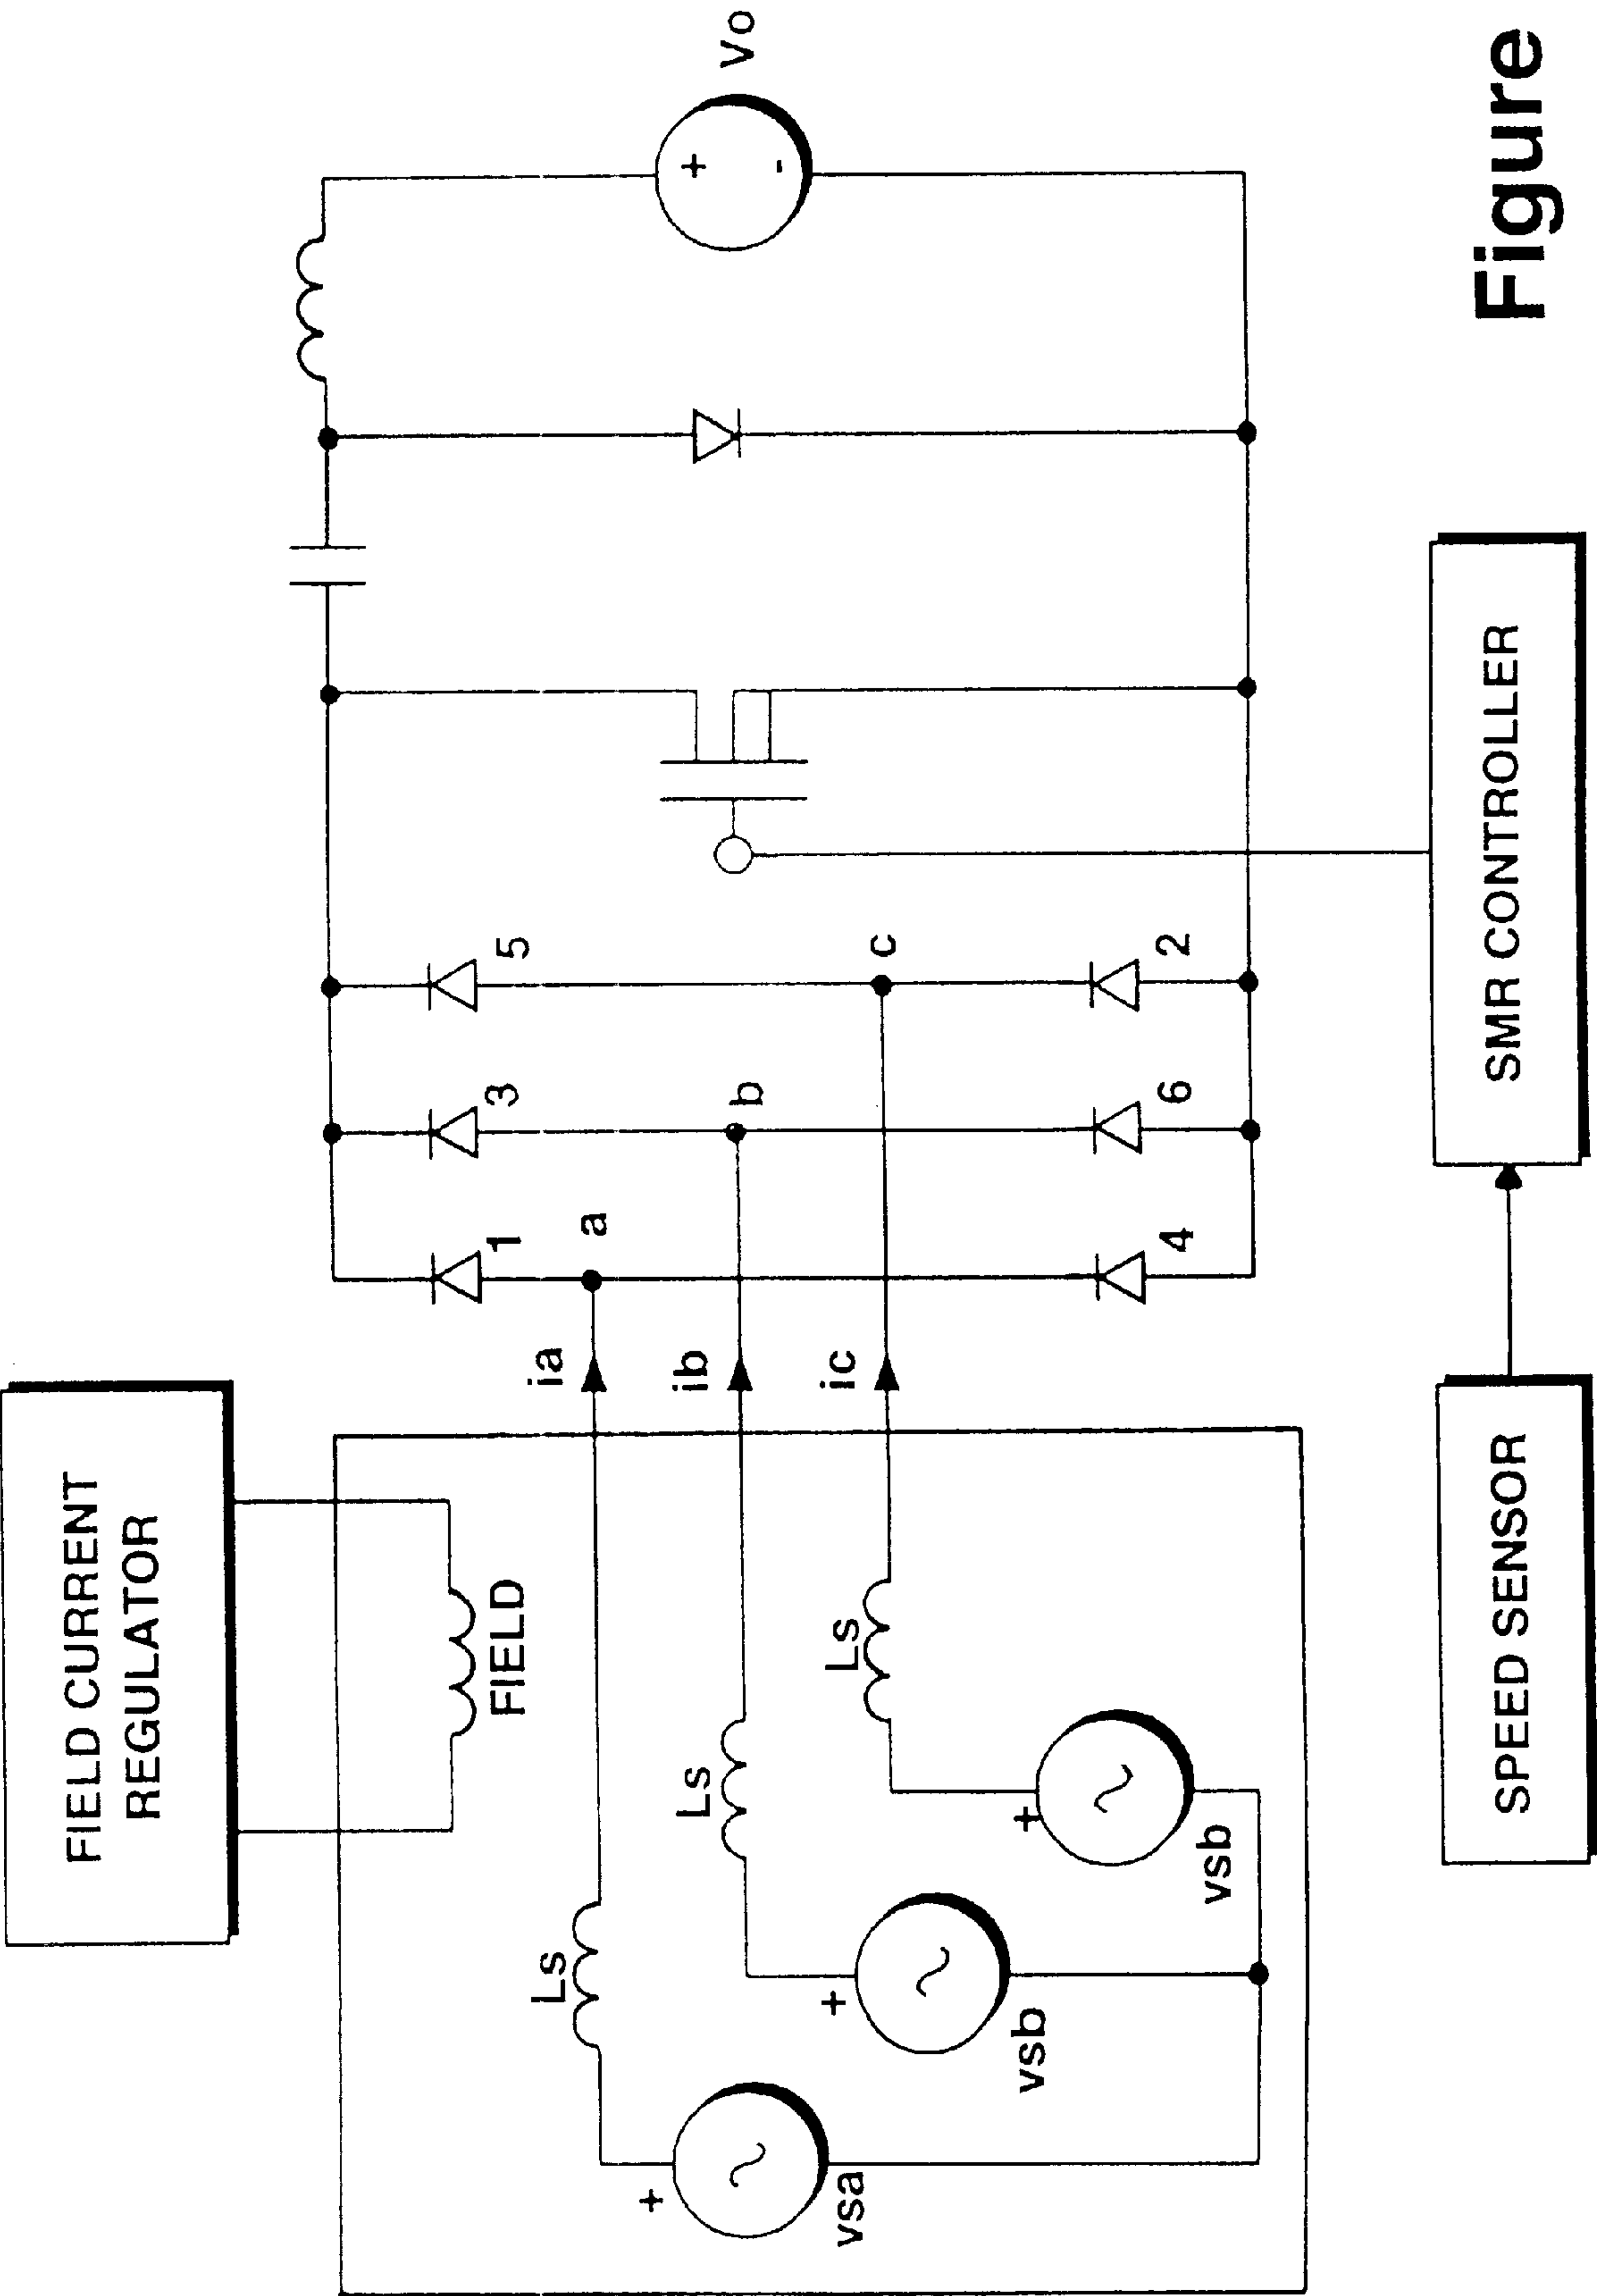 FIELD CURRENT
REGULATOR
FIELD
Ls
Ls
Ls
+
vsa
+
vsb
+
vsb
ia
ib
ic
a
b
c
1
3
5
4
6
2
+
-
Vo
SPEED SENSOR
SMR CONTROLLER
Figure